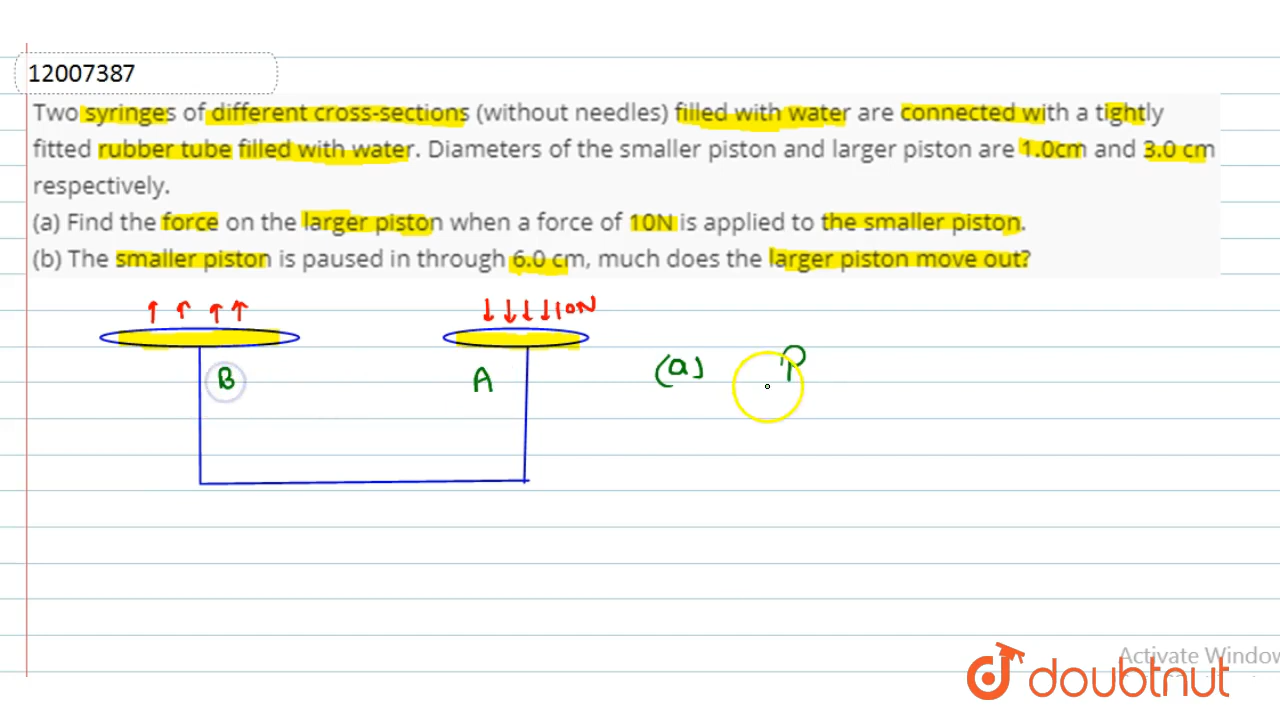 12007387
Two syringes of different cross-sections (without needles) filled with water are connected with a tightly
fitted rubber tube filled with water. Diameters of the smaller piston and larger piston are 1.0cm and 3.0 cm
respectively.
(a) Find the force on the larger piston when a force of 10N is applied to the smaller piston.
(b) The smaller piston is paused in through 6.0 cm, much does the larger piston move out?
10N
B
A
(a) P
Activate Window
doubtnut